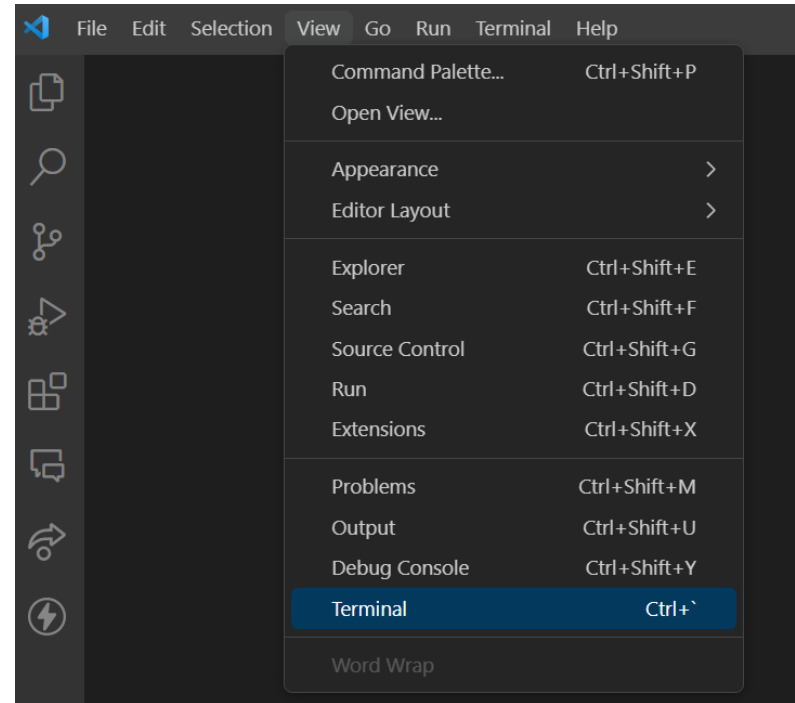 File Edit Selection View Go Run Terminal Help
Command Palette... Ctrl+Shift+P
Open View...
Appearance
Editor Layout
Explorer Ctrl+Shift+E
Search Ctrl+Shift+F
Source Control Ctrl+Shift+G
Run Ctrl+Shift+D
Extensions Ctrl+Shift+X
Problems Ctrl+Shift+M
Output Ctrl+Shift+U
Debug Console Ctrl+Shift+Y
Terminal Ctrl+`
Word Wrap